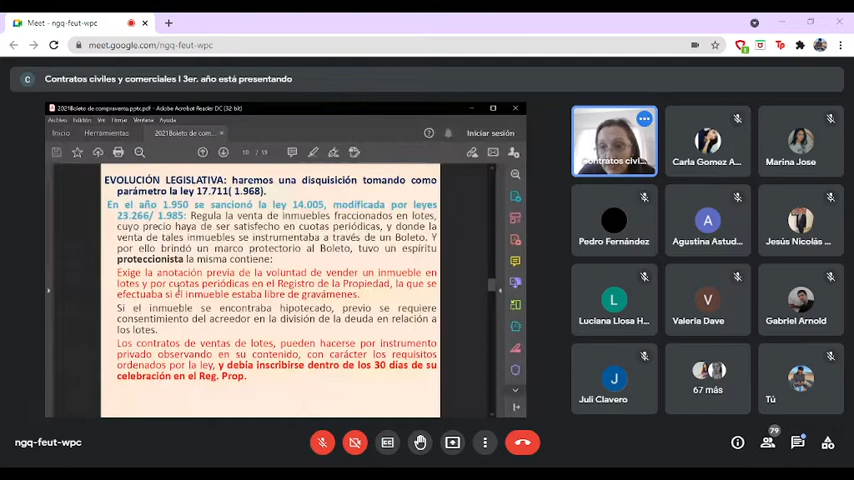 Meet - ngq-feut-wpc
meet.google.com/ngq-feut-wpc
C Contratos civiles y comerciales I 3er. año está presentando
2021Boleto de compraventa.pptx.pdf - Adobe Acrobat Reader DC (32-bit)
Archivo Edición Ver Firmar Ventana Ayuda
Inicio Herramientas 2021Boleto de com... Iniciar sesión
10 / 19
EVOLUCIÓN LEGISLATIVA: haremos una disquisición tomando como
parámetro la ley 17.711( 1.968).
En el año 1.950 se sancionó la ley 14.005, modificada por leyes
23.266/ 1.985: Regula la venta de inmuebles fraccionados en lotes,
cuyo precio haya de ser satisfecho en cuotas periódicas, y donde la
venta de tales inmuebles se instrumentaba a través de un Boleto. Y
por ello brindó un marco protectorio al Boleto, tuvo un espíritu
proteccionista la misma contiene:
Exige la anotación previa de la voluntad de vender un inmueble en
lotes y por cuotas periódicas en el Registro de la Propiedad, la que se
efectuaba si el inmueble estaba libre de gravámenes.
Si el inmueble se encontraba hipotecado, previo se requiere
consentimiento del acreedor en la división de la deuda en relación a
los lotes.
Los contratos de ventas de lotes, pueden hacerse por instrumento
privado observando en su contenido, con carácter los requisitos
ordenados por la ley, y debía inscribirse dentro de los 30 días de su
celebración en el Reg. Prop.
Contratos civi...
Carla Gomez A...
Marina Jose
Pedro Fernández
A
Agustina Astud...
Jesús Nicolás ...
L
Luciana Llosa H...
V
Valeria Dave
Gabriel Arnold
J
Juli Clavero
67 más
Tú
ngq-feut-wpc
79